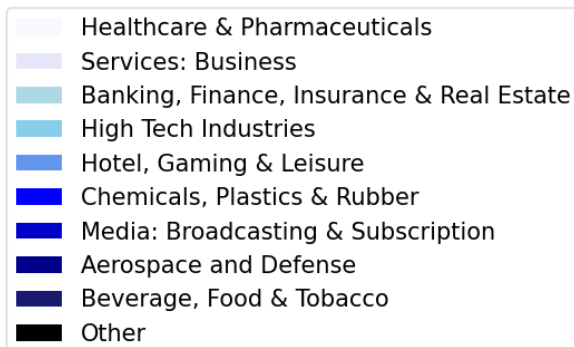 Healthcare & Pharmaceuticals
Services: Business
Banking, Finance, Insurance & Real Estate
High Tech Industries
Hotel, Gaming & Leisure
Chemicals, Plastics & Rubber
Media: Broadcasting & Subscription
Aerospace and Defense
Beverage, Food & Tobacco
Other